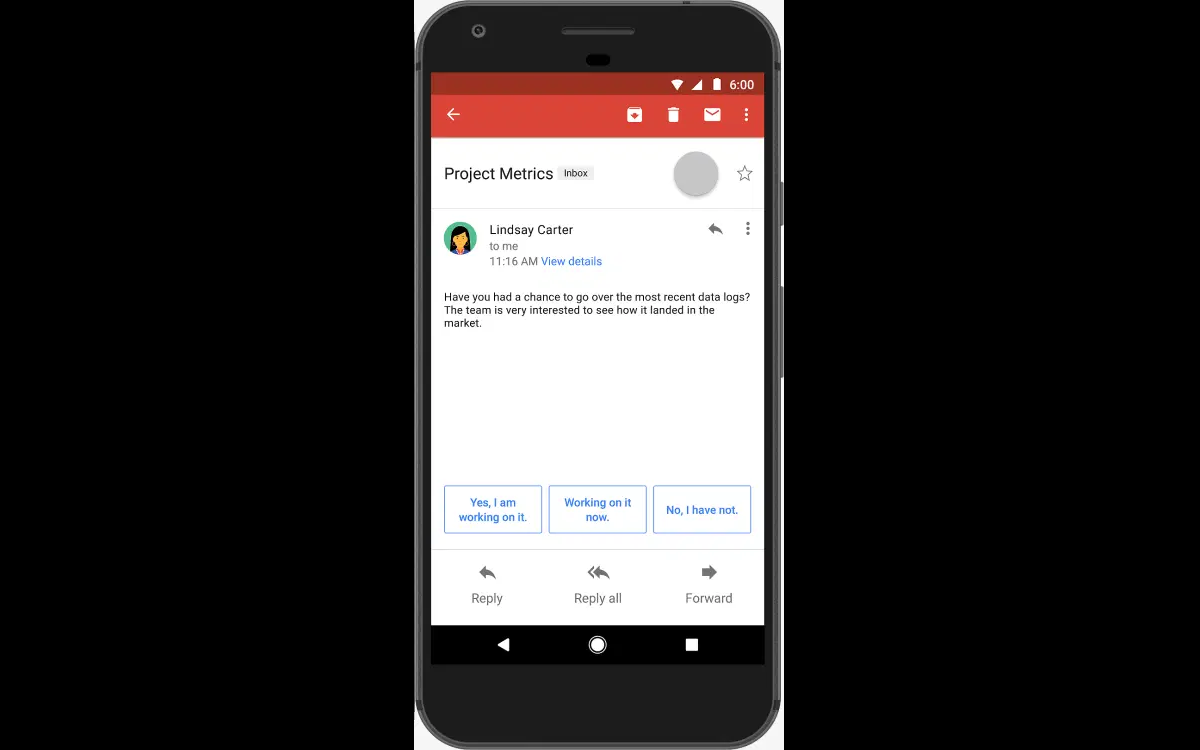 6:00
Project Metrics Inbox
Lindsay Carter
to me
11:16 AM View details
Have you had a chance to go over the most recent data logs?
The team is very interested to see how it landed in the
market.
Yes, I am
working on it.
Working on it
now.
No, I have not.
Reply
Reply all
Forward